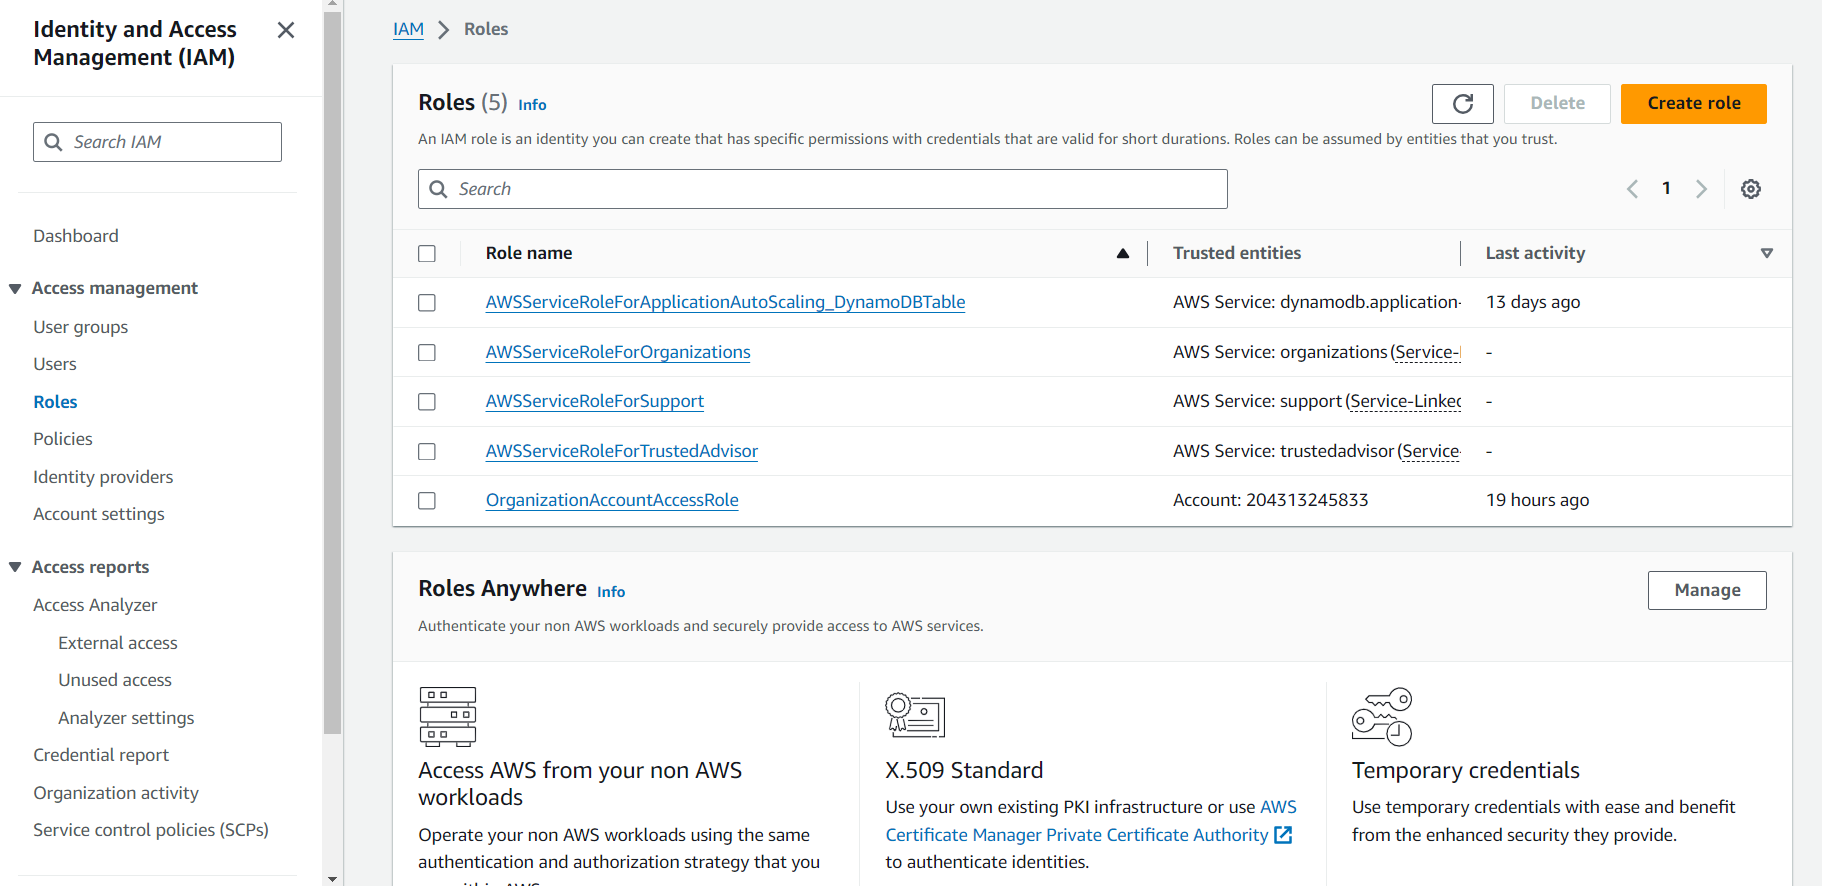 Identity and Access
Management (IAM)
Search IAM
Dashboard
Access management
User groups
Users
Roles
Policies
Identity providers
Account settings
Access reports
Access Analyzer
External access
Unused access
Analyzer settings
Credential report
Organization activity
Service control policies (SCPs)
IAM
Roles
Roles (5) Info
Delete
Create role
An IAM role is an identity you can create that has specific permissions with credentials that are valid for short durations. Roles can be assumed by entities that you trust.
Search
1
Role name Trusted entities Last activity
AWSServiceRoleForApplicationAutoScaling_DynamoDBTable AWS Service: dynamodb.application- 13 days ago
AWSServiceRoleForOrganizations AWS Service: organizations (Service- -
AWSServiceRoleForSupport AWS Service: support (Service-Linked -
AWSServiceRoleForTrustedAdvisor AWS Service: trustedadvisor (Service- -
OrganizationAccountAccessRole Account: 204313245833 19 hours ago
Roles Anywhere Info
Manage
Authenticate your non AWS workloads and securely provide access to AWS services.
Access AWS from your non AWS
workloads
Operate your non AWS workloads using the same
authentication and authorization strategy that you
X.509 Standard
Use your own existing PKI infrastructure or use AWS
Certificate Manager Private Certificate Authority
to authenticate identities.
Temporary credentials
Use temporary credentials with ease and benefit
from the enhanced security they provide.